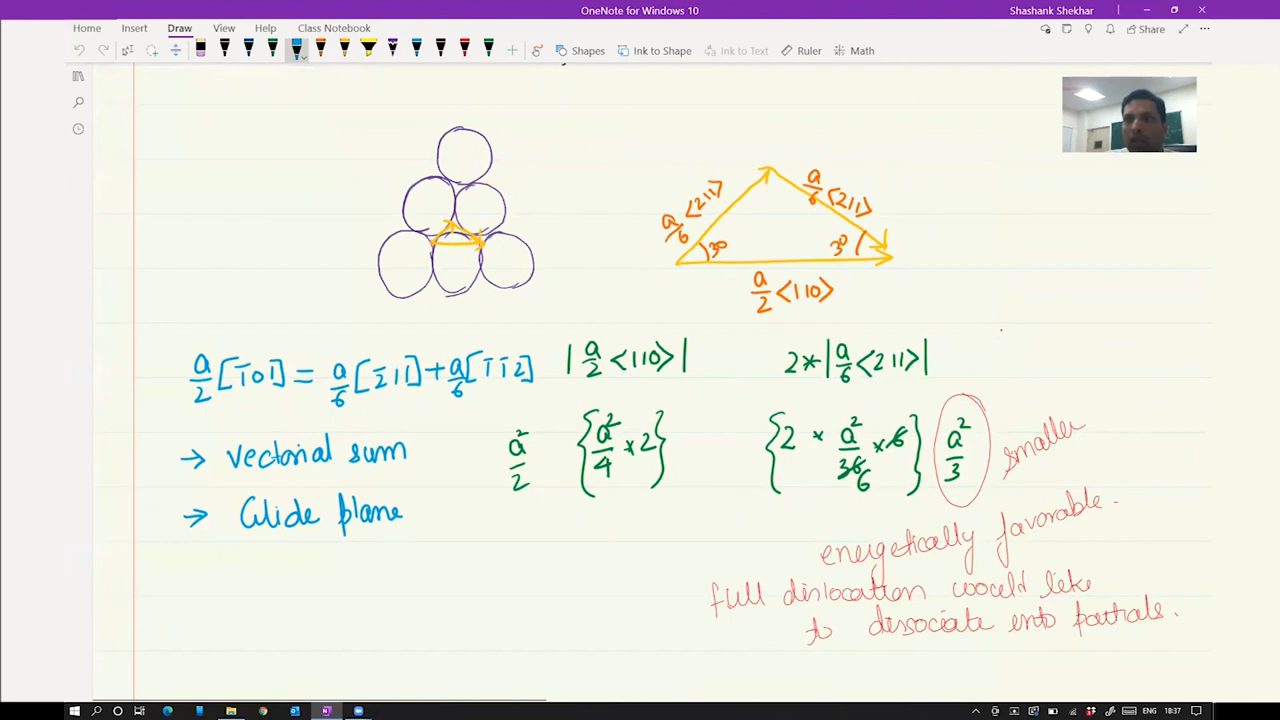 OneNote for Windows 10
Shashank Shekhar
Home Insert Draw View Help Class Notebook
Share
Shapes Ink to Shape Ink to Text Ruler Math
a/6 <211>
a/6 <211>
30
30
a/2 <110>
a/2 [1̄01] = a/6 [2̄11] + a/6 [1̄1̄2]
|a/2 <110>|
2*|a/6 <211>|
a²/2 {a²/4 * 2}
{2 * a²/36 6 * 6} a²/3 smaller
→ vectorial sum
→ Glide plane
energetically favorable.
full dislocation would like
to dissociate into partials.
ENG 18:37